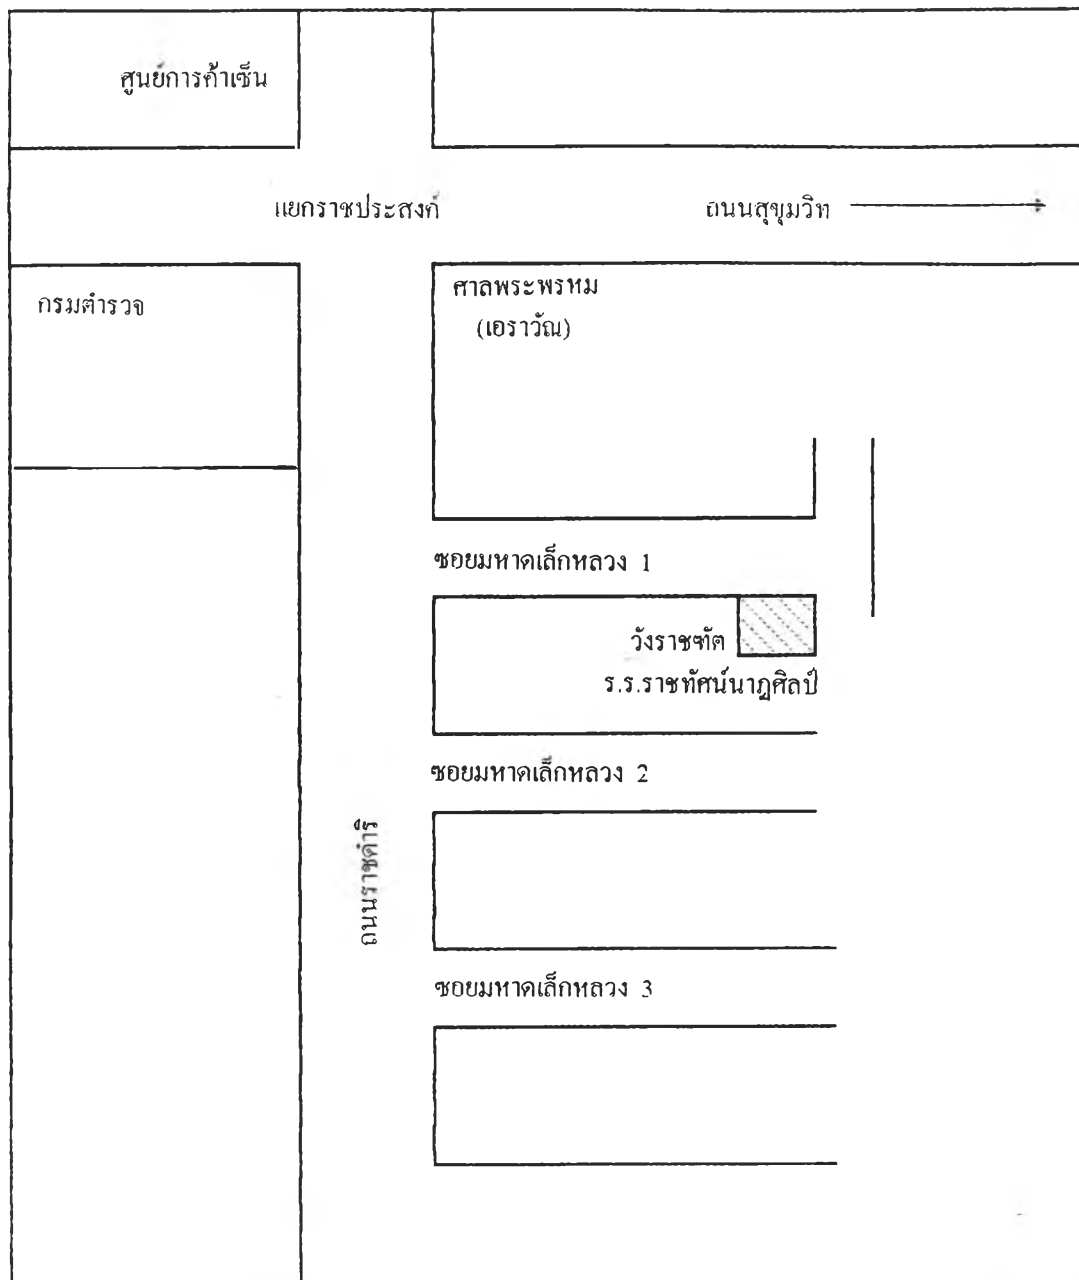 ศูนย์การค้าเซ็น
แยกราชประสงค์
ถนนสุขุมวิท
กรมตำรวจ
ศาลพระพรหม
(เอราวัณ)
ซอยมหาดเล็กหลวง 1
วังราชทัต
ร.ร.ราชทัศน์นาฏศิลป์
ซอยมหาดเล็กหลวง 2
ถนนราชดำริ
ซอยมหาดเล็กหลวง 3